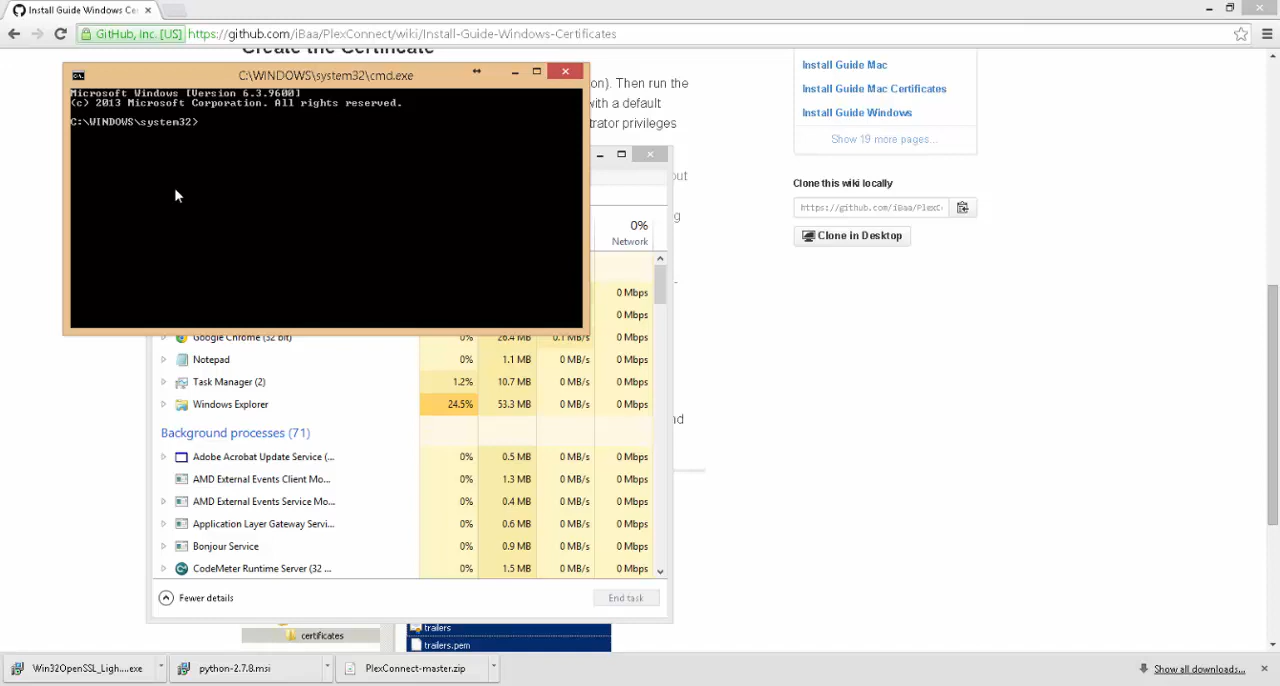 Install Guide Windows Ce
GitHub, Inc. [US]
https://github.com/iBaa/PlexConnect/wiki/Install-Guide-Windows-Certificates
Create the Certificate
C:\WINDOWS\system32\cmd.exe
Microsoft Windows [Version 6.3.9600]
(c) 2013 Microsoft Corporation. All rights reserved.
C:\WINDOWS\system32>
on). Then run the
with a default
trator privileges
out
g
nd
Install Guide Mac
Install Guide Mac Certificates
Install Guide Windows
Show 19 more pages...
Clone this wiki locally
https://github.com/iBaa/PlexC
Clone in Desktop
0%
Network
0 Mbps
0 Mbps
Google Chrome (32 bit) 0% 26.4 MB 0.1 MB/s 0 Mbps
Notepad 0% 1.1 MB 0 MB/s 0 Mbps
Task Manager (2) 1.2% 10.7 MB 0 MB/s 0 Mbps
Windows Explorer 24.5% 53.3 MB 0 MB/s 0 Mbps
Background processes (71)
Adobe Acrobat Update Service (... 0% 0.5 MB 0 MB/s 0 Mbps
AMD External Events Client Mo... 0% 1.3 MB 0 MB/s 0 Mbps
AMD External Events Service Mo... 0% 0.4 MB 0 MB/s 0 Mbps
Application Layer Gateway Servi... 0% 0.6 MB 0 MB/s 0 Mbps
Bonjour Service 0% 0.9 MB 0 MB/s 0 Mbps
CodeMeter Runtime Server (32 ... 0% 1.5 MB 0 MB/s 0 Mbps
Fewer details
End task
certificates
trailers
trailers.pem
Win32OpenSSL_Ligh....exe
python-2.7.8.msi
PlexConnect-master.zip
Show all downloads...